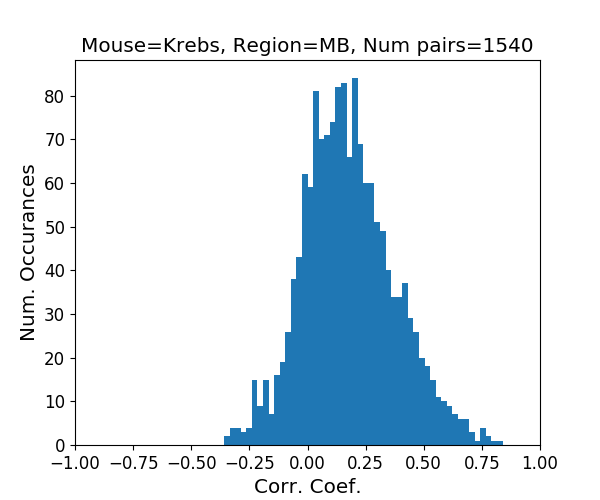 Mouse=Krebs, Region=MB, Num pairs=1540
80
70
60
50
40
30
20
10
0
Num. Occurances
−1.00 −0.75 −0.50 −0.25 0.00 0.25 0.50 0.75 1.00
Corr. Coef.